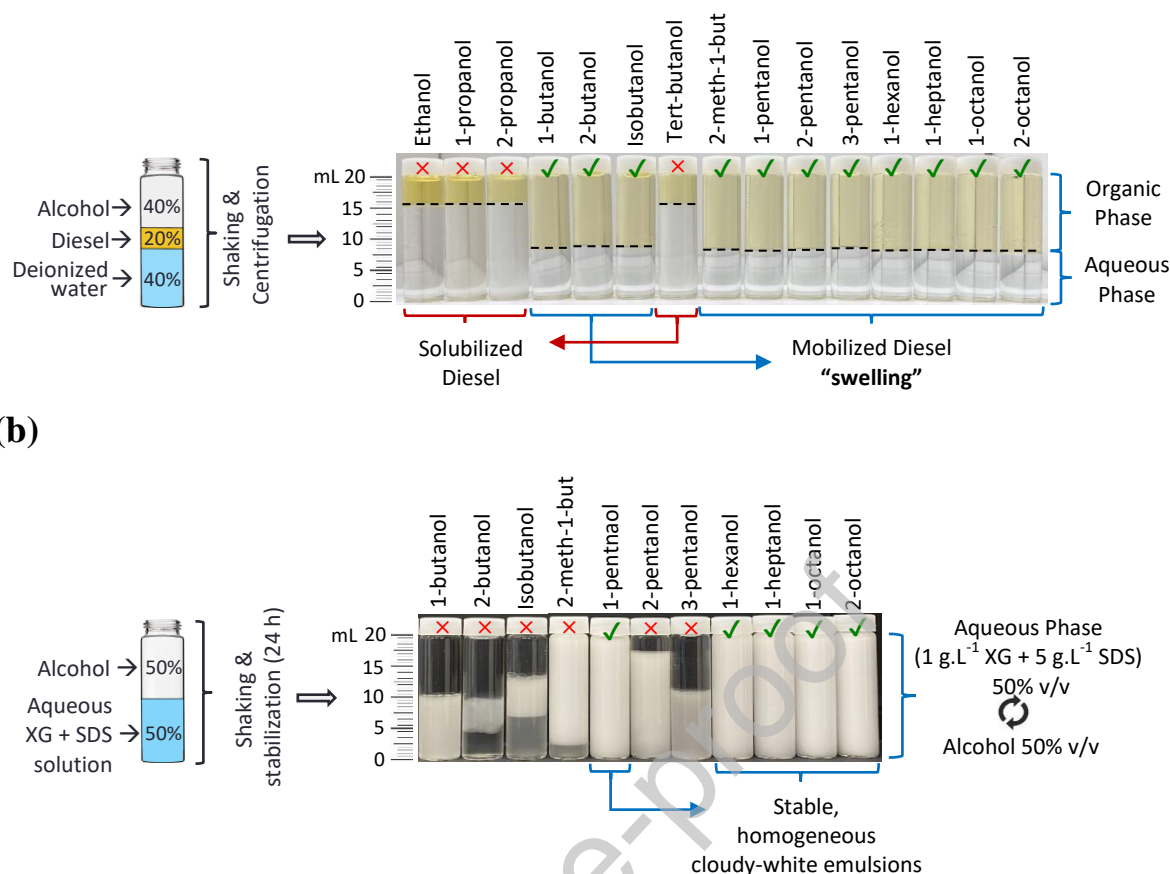 Ethanol
1-propanol
2-propanol
1-butanol
2-butanol
Isobutanol
Tert-butanol
2-meth-1-but
1-pentanol
2-pentanol
3-pentanol
1-hexanol
1-heptanol
1-octanol
2-octanol
Alcohol→ 40%
Diesel→ 20%
Deionized
water 40%
Shaking &
Centrifugation
mL 20
15
10
5
0
Organic
Phase
Aqueous
Phase
Solubilized
Diesel
Mobilized Diesel
“swelling”
(b)
1-butanol
2-butanol
Isobutanol
2-meth-1-but
1-pentnaol
2-pentanol
3-pentanol
1-hexanol
1-heptanol
1-octanol
2-octanol
Alcohol → 50%
Aqueous
XG + SDS → 50%
solution
Shaking &
stabilization (24 h)
mL 20
15
10
5
0
Aqueous Phase
(1 g.L⁻¹ XG + 5 g.L⁻¹ SDS)
50% v/v
Alcohol 50% v/v
Stable,
homogeneous
cloudy-white emulsions
e-proof